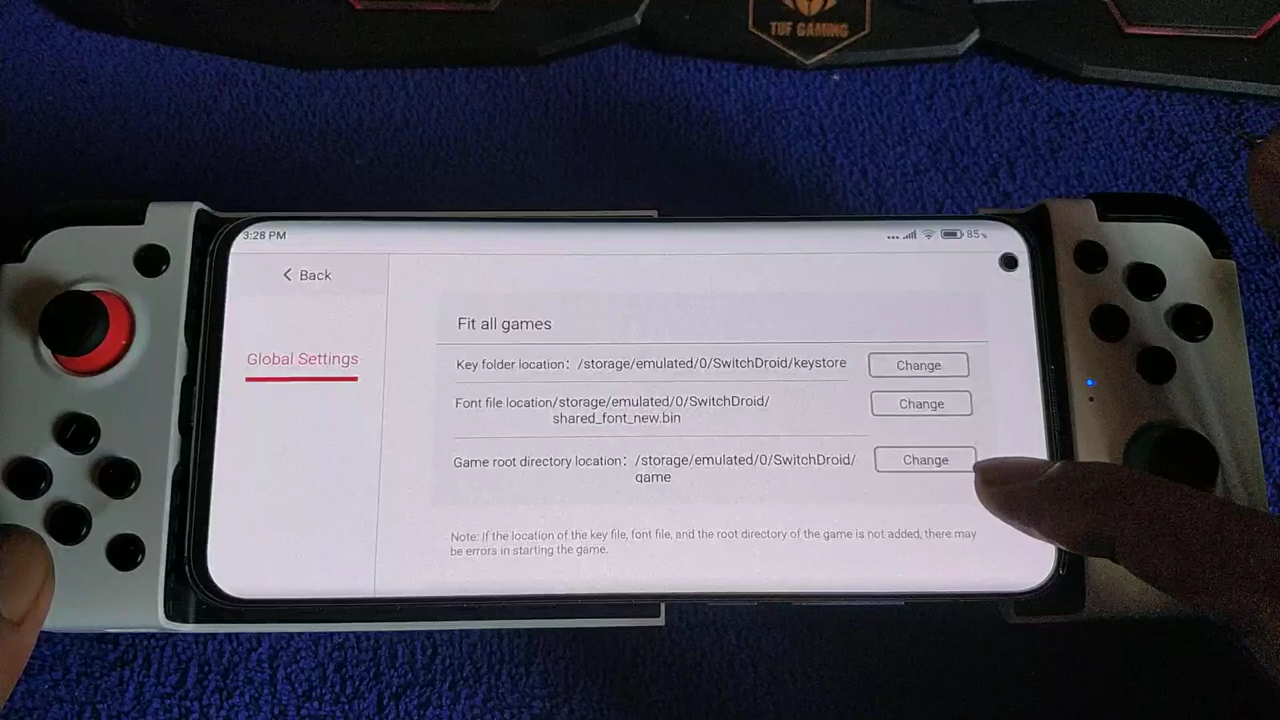 TUF GAMING
3:28 PM
85%
Back
Global Settings
Fit all games
Key folder location: /storage/emulated/0/SwitchDroid/keystore
Change
Font file location/storage/emulated/0/SwitchDroid/
shared_font_new.bin
Change
Game root directory location: /storage/emulated/0/SwitchDroid/
game
Change
Note: If the location of the key file, font file, and the root directory of the game is not added, there may
be errors in starting the game.